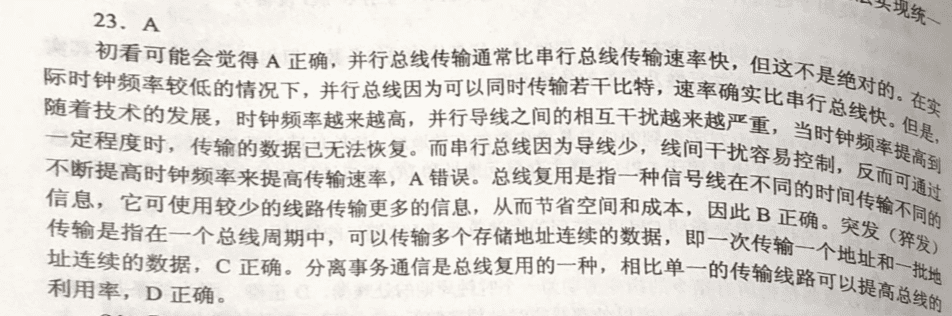 23． A
初看可能会觉得 A 正确，并行总线传输通常比串行总线传输速率快，但这不是绝对的。在实
际时钟频率较低的情况下，并行总线因为可以同时传输若干比特，速率确实比串行总线快。但是，
随着技术的发展，时钟频率越来越高，并行导线之间的相互干扰越来越严重，当时钟频率提高到
一定程度时，传输的数据已无法恢复。而串行总线因为导线少，线间干扰容易控制，反而可通过
不断提高时钟频率来提高传输速率，A 错误。总线复用是指一种信号线在不同的时间传输不同的
信息，它可使用较少的线路传输更多的信息，从而节省空间和成本，因此 B 正确。突发（猝发）
传输是指在一个总线周期中，可以传输多个存储地址连续的数据，即一次传输一个地址和一批地
址连续的数据，C 正确。分离事务通信是总线复用的一种，相比单一的传输线路可以提高总线的
利用率，D 正确。